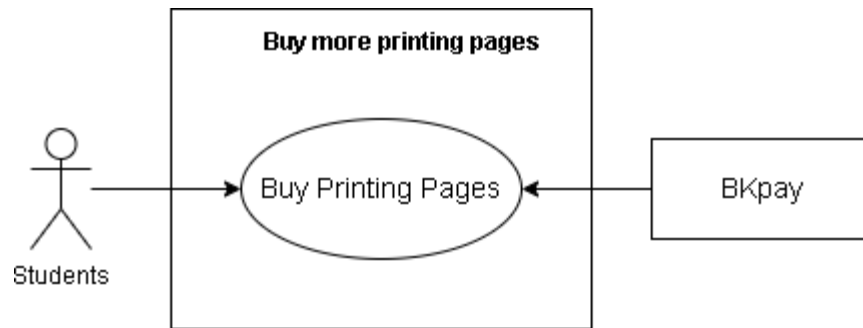 Buy more printing pages
Buy Printing Pages
BKpay
Students